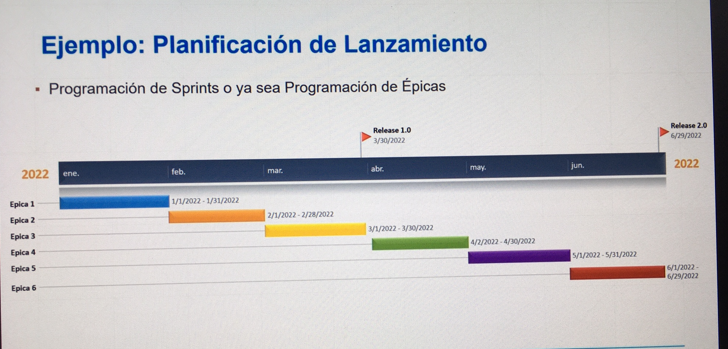 Ejemplo: Planificación de Lanzamiento
▪ Programación de Sprints o ya sea Programación de Épicas
Release 1.0
3/30/2022
Release 2.0
6/29/2022
2022 ene. feb. mar. abr. may. jun. 2022
Epica 1 1/1/2022 - 1/31/2022
Epica 2 2/1/2022 - 2/28/2022
Epica 3 3/1/2022 - 3/30/2022
Epica 4 4/2/2022 - 4/30/2022
Epica 5 5/1/2022 - 5/31/2022
Epica 6 6/1/2022 -
6/29/2022